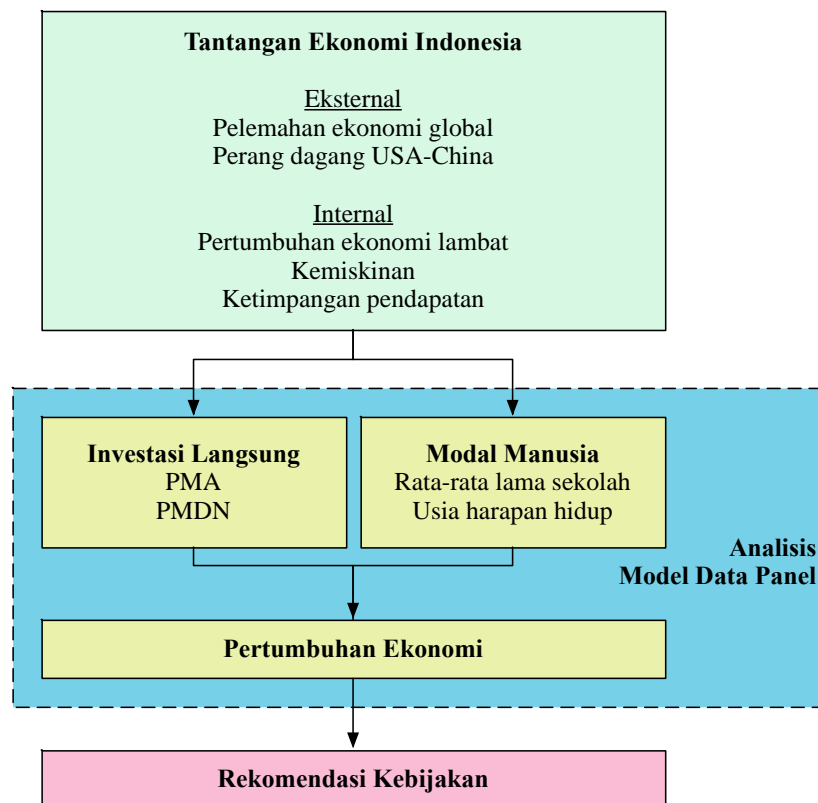 Tantangan Ekonomi Indonesia
Eksternal
Pelemahan ekonomi global
Perang dagang USA-China
Internal
Pertumbuhan ekonomi lambat
Kemiskinan
Ketimpangan pendapatan
Investasi Langsung
PMA
PMDN
Modal Manusia
Rata-rata lama sekolah
Usia harapan hidup
Analisis
Model Data Panel
Pertumbuhan Ekonomi
Rekomendasi Kebijakan